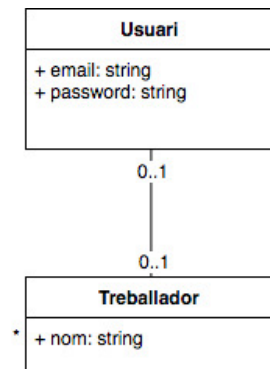 Usuari
+ email: string
+ password: string
0..1
0..1
Treballador
* + nom: string